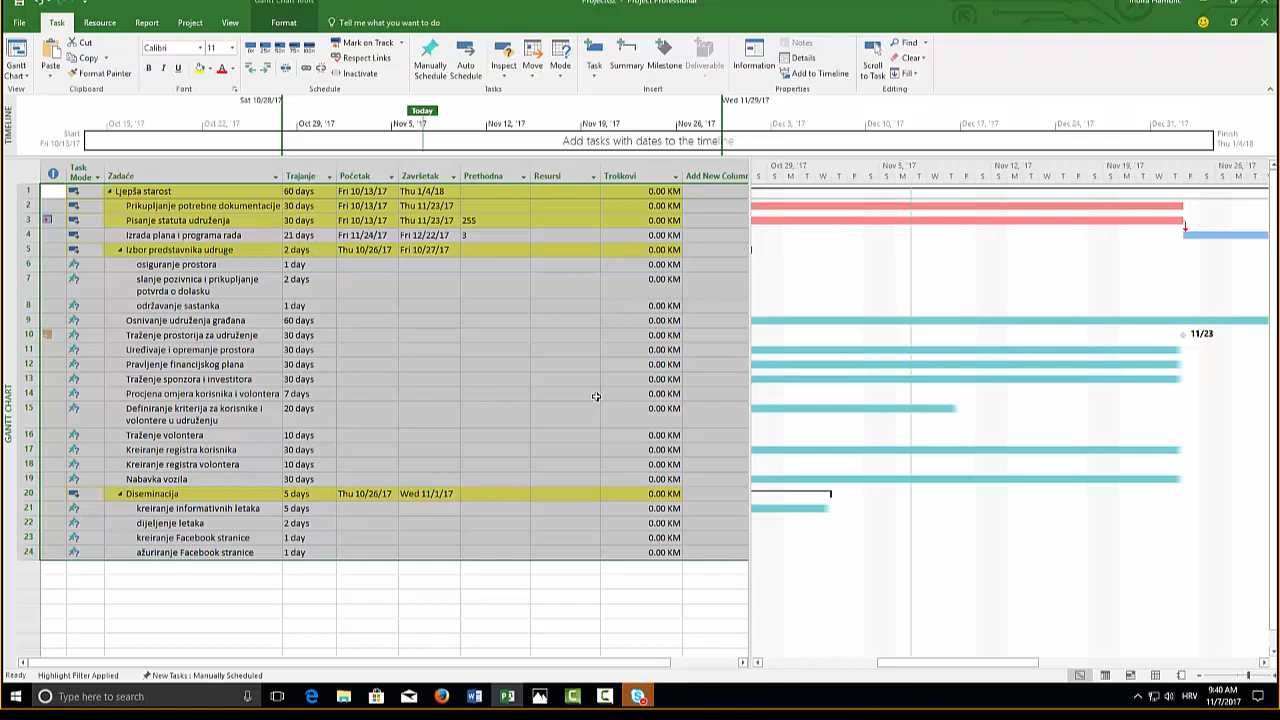 Gantt Chart Tools
Project02 - Project Professional
File Task Resource Report Project View Format Tell me what you want to do
Gantt Chart
View
Paste
Cut
Copy
Format Painter
Clipboard
Calibri 11
B I U A
Font
0% 25% 50% 75% 100%
Mark on Track
Respect Links
Inactivate
Schedule
Manually Schedule
Auto Schedule
Inspect
Move
Mode
Tasks
Task
Summary
Milestone
Deliverable
Insert
Information
Notes
Details
Add to Timeline
Properties
Scroll to Task
Find
Clear
Fill
Editing
TIMELINE
Sat 10/28/17 Wed 11/29/17
Today
Oct 15, '17 Oct 22, '17 Oct 29, '17 Nov 5, '17 Nov 12, '17 Nov 19, '17 Nov 26, '17 Dec 3, '17 Dec 10, '17 Dec 17, '17 Dec 24, '17 Dec 31, '17
Start
Fri 10/13/17
Add tasks with dates to the timeline
Finish
Thu 1/4/18
GANTT CHART
Task Mode Zadaće Trajanje Početak Završetak Prethodna Resursi Troškovi Add New Column
Oct 29, '17 Nov 5, '17 Nov 12, '17 Nov 19, '17 Nov 26, '17
S M T W T F S S M T W T F S S M T W T F S S M T W T F S S M T W T
1 Ljepša starost 60 days Fri 10/13/17 Thu 1/4/18 0.00 KM
2 Prikupljanje potrebne dokumentacije 30 days Fri 10/13/17 Thu 11/23/17 0.00 KM
3 Pisanje statuta udruženja 30 days Fri 10/13/17 Thu 11/23/17 255 0.00 KM
4 Izrada plana i programa rada 21 days Fri 11/24/17 Fri 12/22/17 3 0.00 KM
5 Izbor predstavnika udruge 2 days Thu 10/26/17 Fri 10/27/17 0.00 KM
6 osiguranje prostora 1 day 0.00 KM
7 slanje pozivnica i prikupljanje potvrda o dolasku 2 days 0.00 KM
8 održavanje sastanka 1 day 0.00 KM
9 Osnivanje udruženja građana 60 days 0.00 KM
10 Traženje prostorija za udruženje 30 days 0.00 KM 11/23
11 Uređivaje i opremanje prostora 30 days 0.00 KM
12 Pravljenje financijskog plana 30 days 0.00 KM
13 Traženje sponzora i investitora 30 days 0.00 KM
14 Procjena omjera korisnika i volontera 7 days 0.00 KM
15 Definiranje kriterija za korisnike i volontere u udruženju 20 days 0.00 KM
16 Traženje volontera 10 days 0.00 KM
17 Kreiranje registra korisnika 30 days 0.00 KM
18 Kreiranje registra volontera 10 days 0.00 KM
19 Nabavka vozila 30 days 0.00 KM
20 Diseminacija 5 days Thu 10/26/17 Wed 11/1/17 0.00 KM
21 kreiranje informativnih letaka 5 days 0.00 KM
22 dijeljenje letaka 2 days 0.00 KM
23 kreiranje Facebook stranice 1 day 0.00 KM
24 ažuriranje Facebook stranice 1 day 0.00 KM
Ready Highlight Filter Applied New Tasks : Manually Scheduled
Type here to search
HRV
9:40 AM
11/7/2017